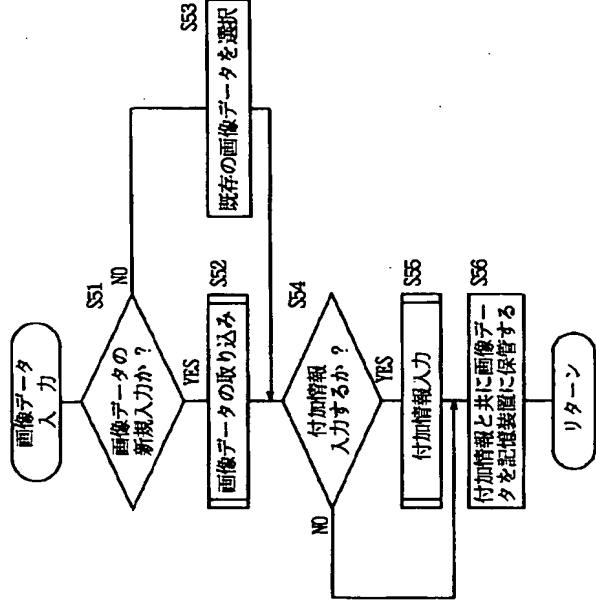 画像データ
入 力
S51
画像データの
新規入力か？
NO
YES
S52
画像データの取り込み
S53
既存の画像データを選択
S54
付加情報
入力するか？
NO
YES
S55
付加情報入力
S56
付加情報と共に画像デー
タを記憶装置に保管する
リターン